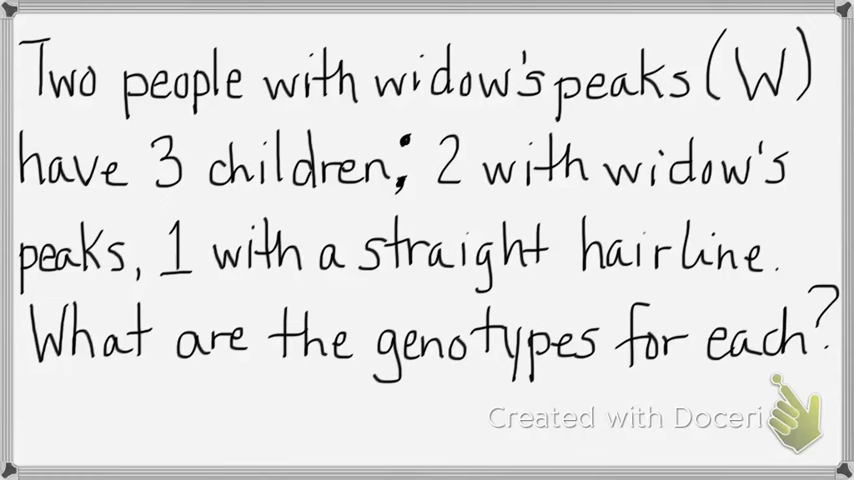 Two people with widow's peaks (W)
have 3 children; 2 with widow's
peaks, 1 with a straight hairline.
What are the genotypes for each?
Created with Doceri